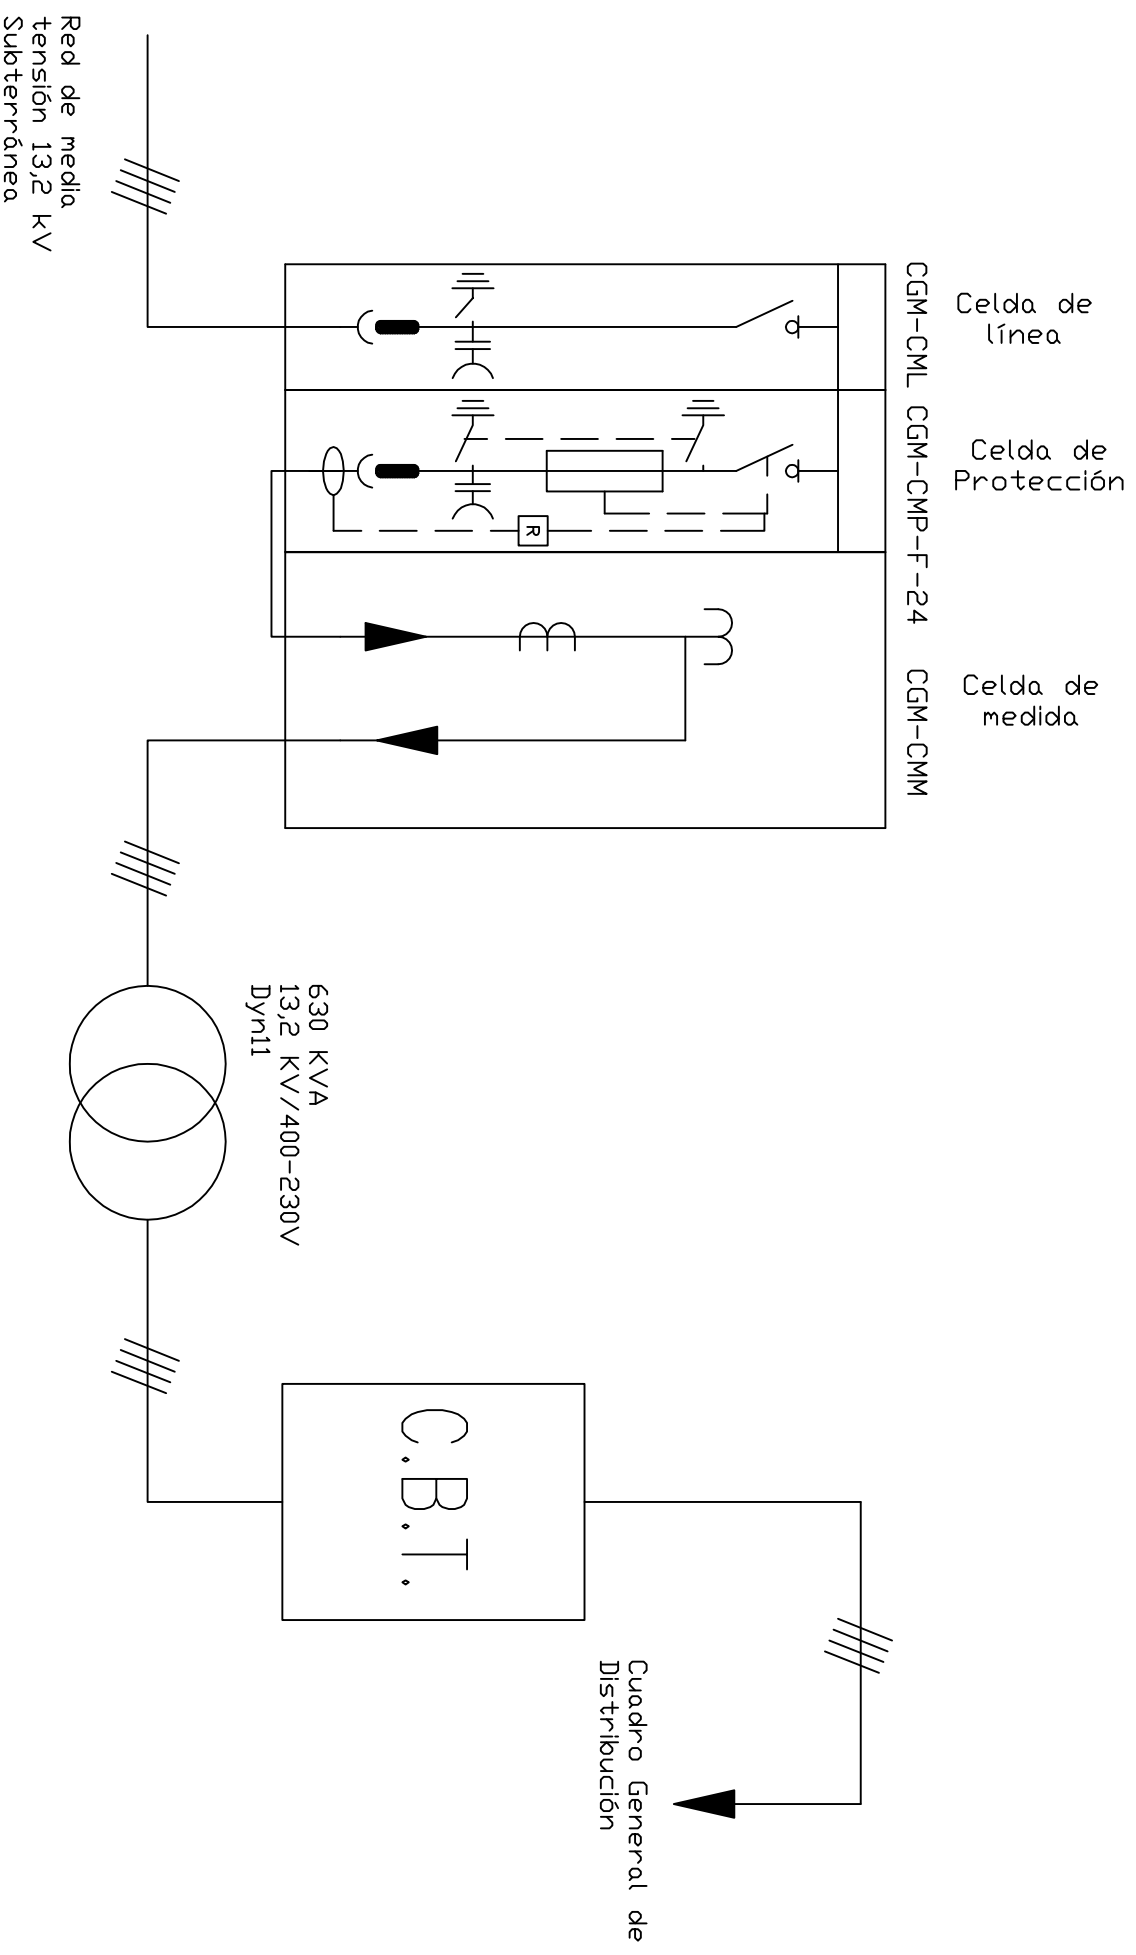 Celda de
línea
CGM-CML
Celda de
Protección
CGM-CMP-F-24
Celda de
medida
CGM-CMM
R
Red de media
tensión 13,2 kV
Subterránea
630 KVA
13,2 KV/400-230V
Dyn11
C.B.T.
Cuadro General de
Distribución